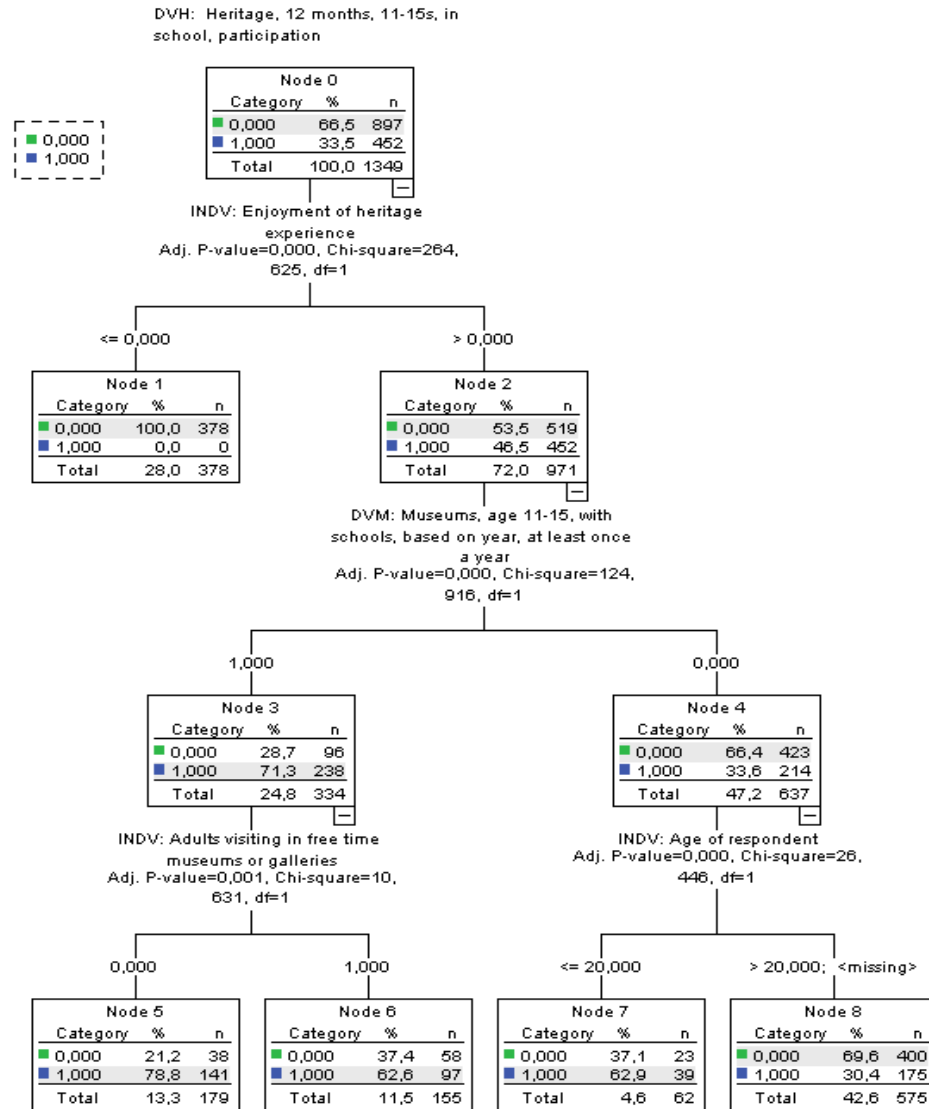 DVH: Heritage, 12 months, 11-15s, in
school, participation
Node 0
Category % n
0,000 66,5 897
1,000 33,5 452
Total 100,0 1349
0,000
1,000
INDV: Enjoyment of heritage
experience
Adj. P-value=0,000, Chi-square=264,
625, df=1
<= 0,000
> 0,000
Node 1
Category % n
0,000 100,0 378
1,000 0,0 0
Total 28,0 378
Node 2
Category % n
0,000 53,5 519
1,000 46,5 452
Total 72,0 971
DVM: Museums, age 11-15, with
schools, based on year, at least once
a year
Adj. P-value=0,000, Chi-square=124,
916, df=1
1,000
0,000
Node 3
Category % n
0,000 28,7 96
1,000 71,3 238
Total 24,8 334
Node 4
Category % n
0,000 66,4 423
1,000 33,6 214
Total 47,2 637
INDV: Adults visiting in free time
museums or galleries
Adj. P-value=0,001, Chi-square=10,
631, df=1
INDV: Age of respondent
Adj. P-value=0,000, Chi-square=26,
446, df=1
0,000
1,000
<= 20,000
> 20,000; <missing>
Node 5
Category % n
0,000 21,2 38
1,000 78,8 141
Total 13,3 179
Node 6
Category % n
0,000 37,4 58
1,000 62,6 97
Total 11,5 155
Node 7
Category % n
0,000 37,1 23
1,000 62,9 39
Total 4,6 62
Node 8
Category % n
0,000 69,6 400
1,000 30,4 175
Total 42,6 575